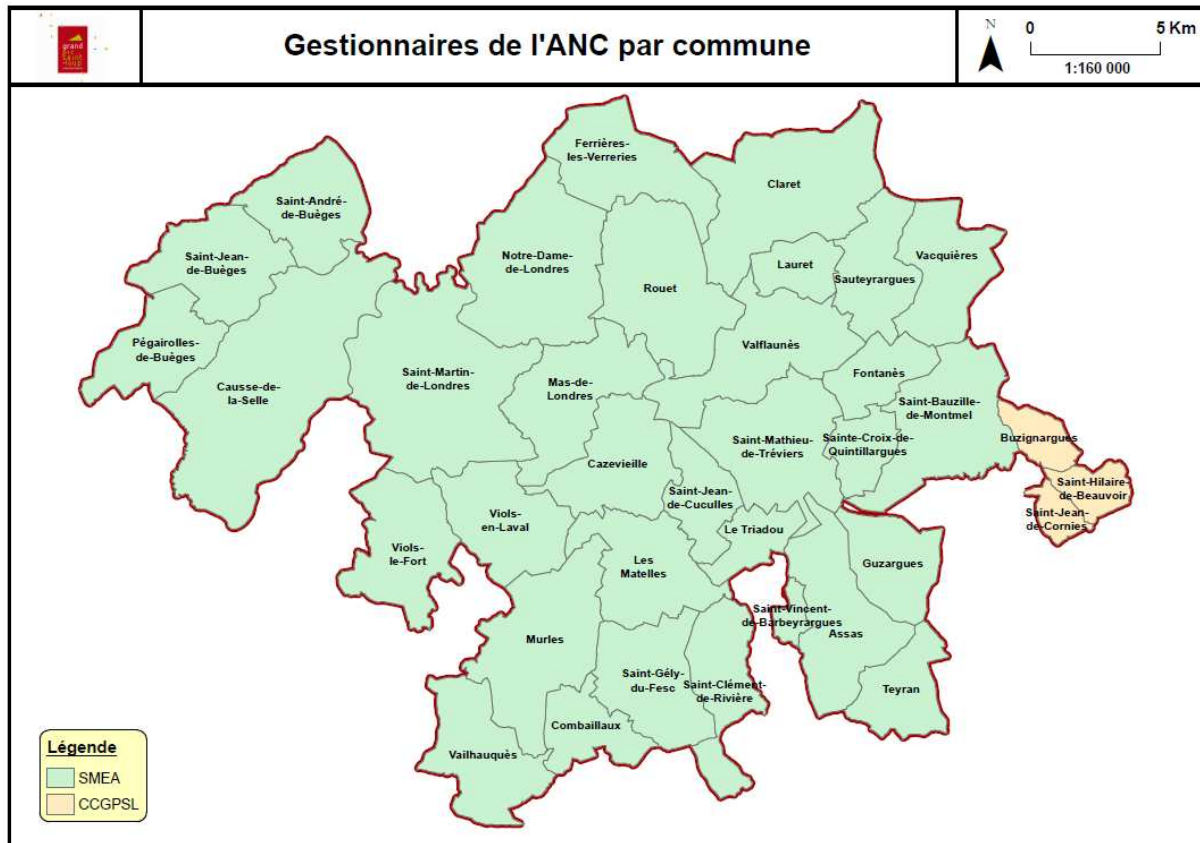 grand
pic
saint
loup
Gestionnaires de l'ANC par commune
N
0 5 Km
1:160 000
Ferrières-
les-Verreries
Claret
Saint-André-
de-Buèges
Saint-Jean-
de-Buèges
Notre-Dame-
de-Londres
Vacquières
Lauret
Sauteyrargues
Rouet
Pégairolles-
de-Buèges
Valflaunès
Saint-Martin-
de-Londres
Fontanès
Causse-de-
la-Selle
Mas-de-
Londres
Saint-Bauzille-
de-Montmel
Buzignargues
Saint-Mathieu-
de-Tréviers
Sainte-Croix-de-
Quintillargues
Cazevieille
Saint-Hilaire-
de-Beauvoir
Saint-Jean-
de-Cuculles
Saint-Jean-
de-Cornies
Viols-
en-Laval
Le Triadou
Viols-
le-Fort
Les
Matelles
Guzargues
Saint-Vincent-
de-Barbeyrargues
Assas
Murles
Saint-Gély-
du-Fesc
Saint-Clément-
de-Rivière
Teyran
Combaillaux
Vailhauquès
Légende
SMEA
CCGPSL